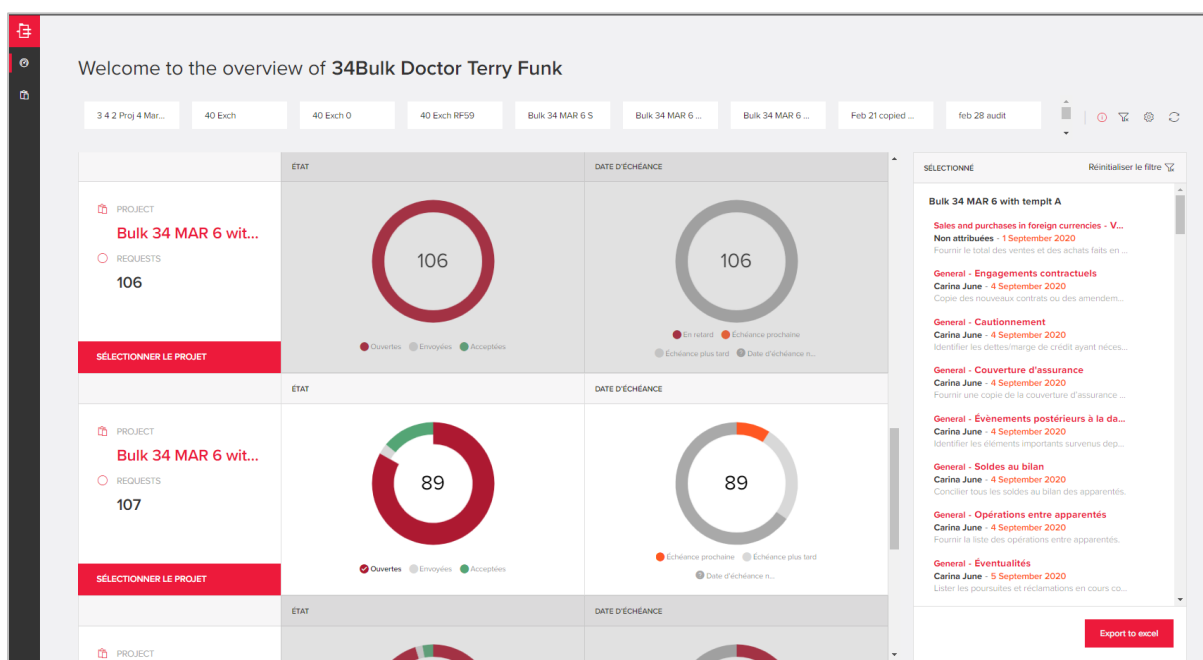 Welcome to the overview of 34Bulk Doctor Terry Funk
3 4 2 Proj 4 Mar...
40 Exch
40 Exch 0
40 Exch RF59
Bulk 34 MAR 6 S
Bulk 34 MAR 6 ...
Bulk 34 MAR 6 ...
Feb 21 copied ...
feb 28 audit
ÉTAT
DATE D'ÉCHÉANCE
PROJECT
Bulk 34 MAR 6 wit...
REQUESTS
106
SÉLECTIONNER LE PROJET
106
Ouvertes Envoyées Acceptées
106
En retard Échéance prochaine
Échéance plus tard ? Date d'échéance n...
ÉTAT
DATE D'ÉCHÉANCE
PROJECT
Bulk 34 MAR 6 wit...
REQUESTS
107
SÉLECTIONNER LE PROJET
89
Ouvertes Envoyées Acceptées
89
Échéance prochaine Échéance plus tard
? Date d'échéance n...
ÉTAT
DATE D'ÉCHÉANCE
PROJECT
SÉLECTIONNÉ
Réinitialiser le filtre
Bulk 34 MAR 6 with templt A
Sales and purchases in foreign currencies - V...
Non attribuées - 1 September 2020
Fournir le total des ventes et des achats faits en ...
General - Engagements contractuels
Carina June - 4 September 2020
Copie des nouveaux contrats ou des amendem...
General - Cautionnement
Carina June - 4 September 2020
Identifier les dettes/marge de crédit ayant néces...
General - Couverture d'assurance
Carina June - 4 September 2020
Fournir une copie de la couverture d'assurance ...
General - Évènements postérieurs à la da...
Carina June - 4 September 2020
Identifier les éléments importants survenus dep...
General - Soldes au bilan
Carina June - 4 September 2020
Concilier tous les soldes au bilan des apparentés.
General - Opérations entre apparentés
Carina June - 4 September 2020
Fournir la liste des opérations entre apparentés.
General - Éventualités
Carina June - 5 September 2020
Lister les poursuites et réclamations en cours co...
Export to excel